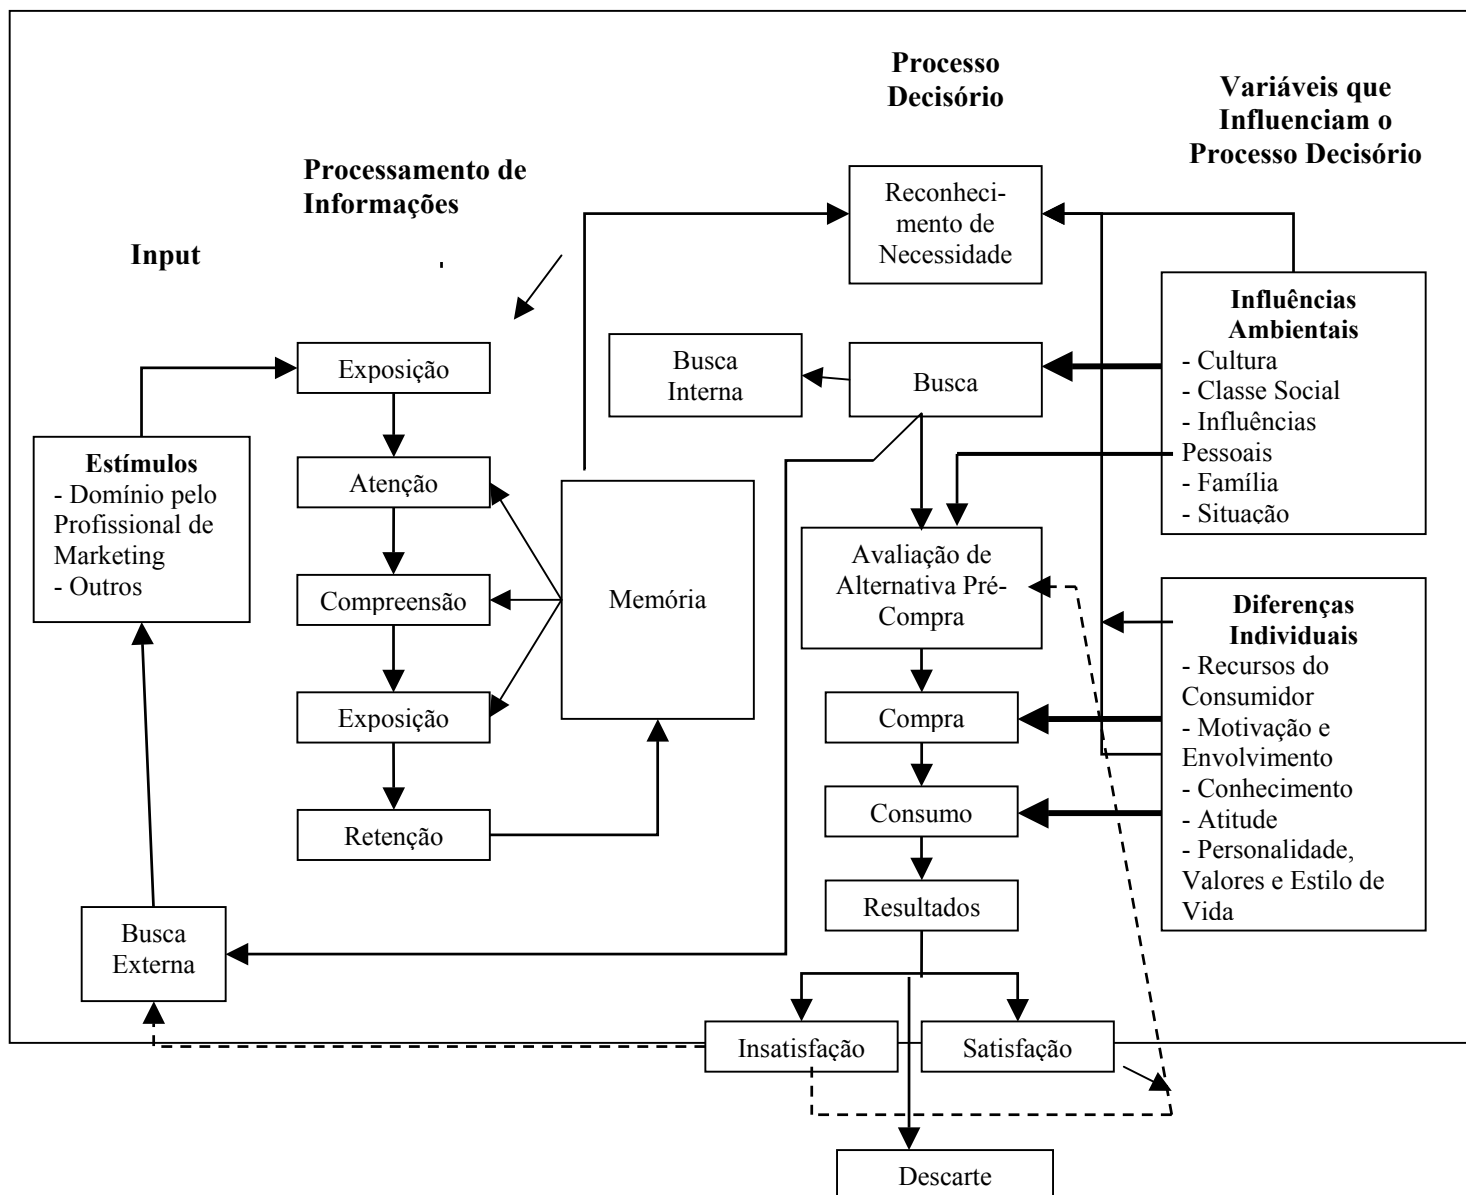 Processo
Decisório
Variáveis que
Influenciam o
Processo Decisório
Processamento de
Informações
Input
Reconheci-
mento de
Necessidade
Influências
Ambientais
- Cultura
- Classe Social
- Influências
Pessoais
- Família
- Situação
Exposição
Busca
Interna
Busca
Estímulos
- Domínio pelo
Profissional de
Marketing
- Outros
Atenção
Compreensão
Exposição
Retenção
Memória
Avaliação de
Alternativa Pré-
Compra
Diferenças
Individuais
- Recursos do
Consumidor
- Motivação e
Envolvimento
- Conhecimento
- Atitude
- Personalidade,
Valores e Estilo de
Vida
Compra
Consumo
Resultados
Busca
Externa
Insatisfação
Satisfação
Descarte